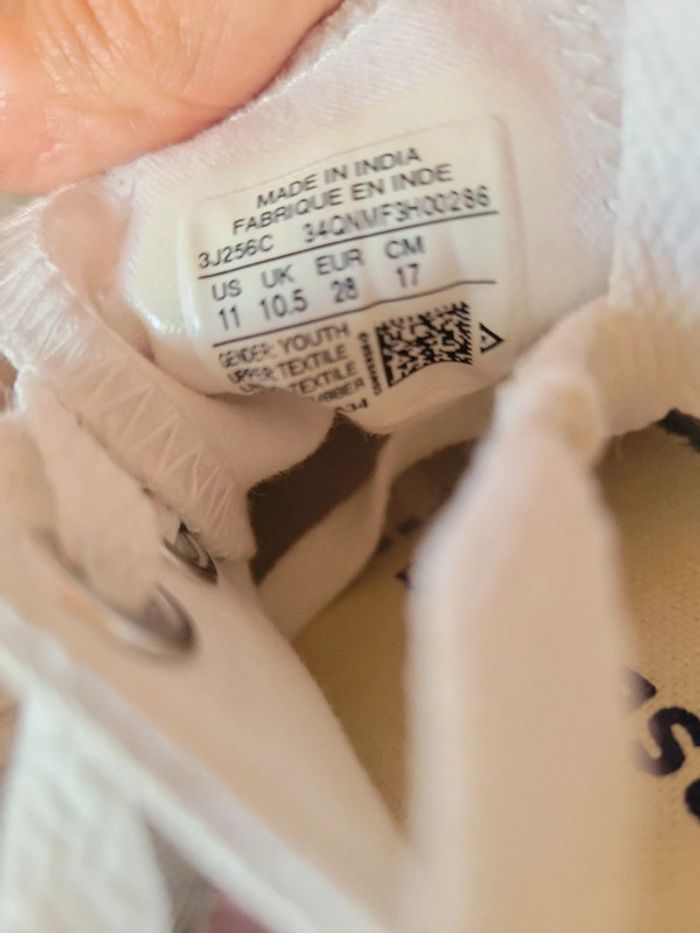 MADE IN INDIA
FABRIQUE EN INDE
3J256C 34QNMF3H00286
US UK EUR CM
11 10.5 28 17
GENDER: YOUTH
UPPER: TEXTILE
TEXTILE